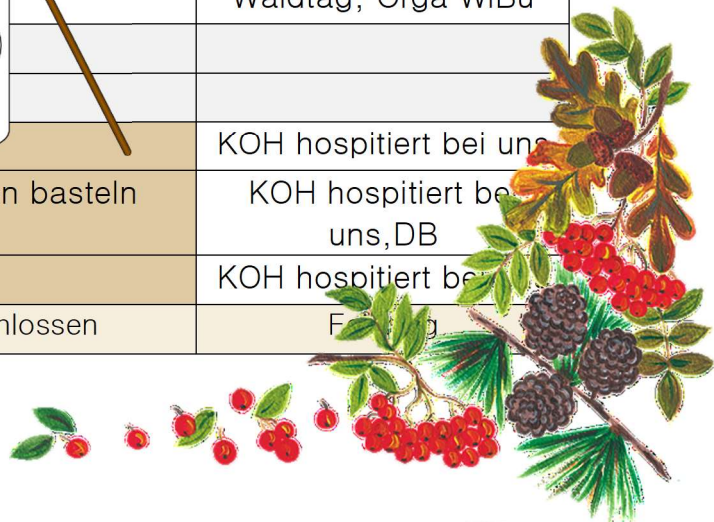 Waldtag, Orga WiBu
KOH hospitiert bei uns
n basteln
KOH hospitiert be
uns,DB
KOH hospitiert be
hlossen